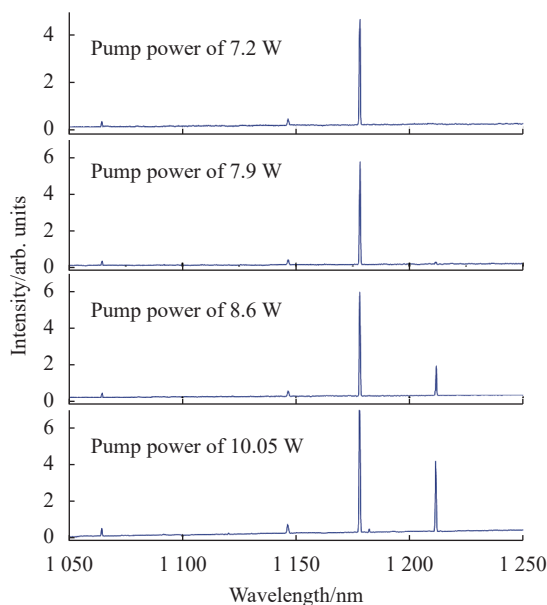 4
Pump power of 7.2 W
2
0
6
Pump power of 7.9 W
4
2
0
6
Pump power of 8.6 W
4
2
0
6
Pump power of 10.05 W
4
2
0
1 050 1 100 1 150 1 200 1 250
Wavelength/nm
Intensity/arb. units